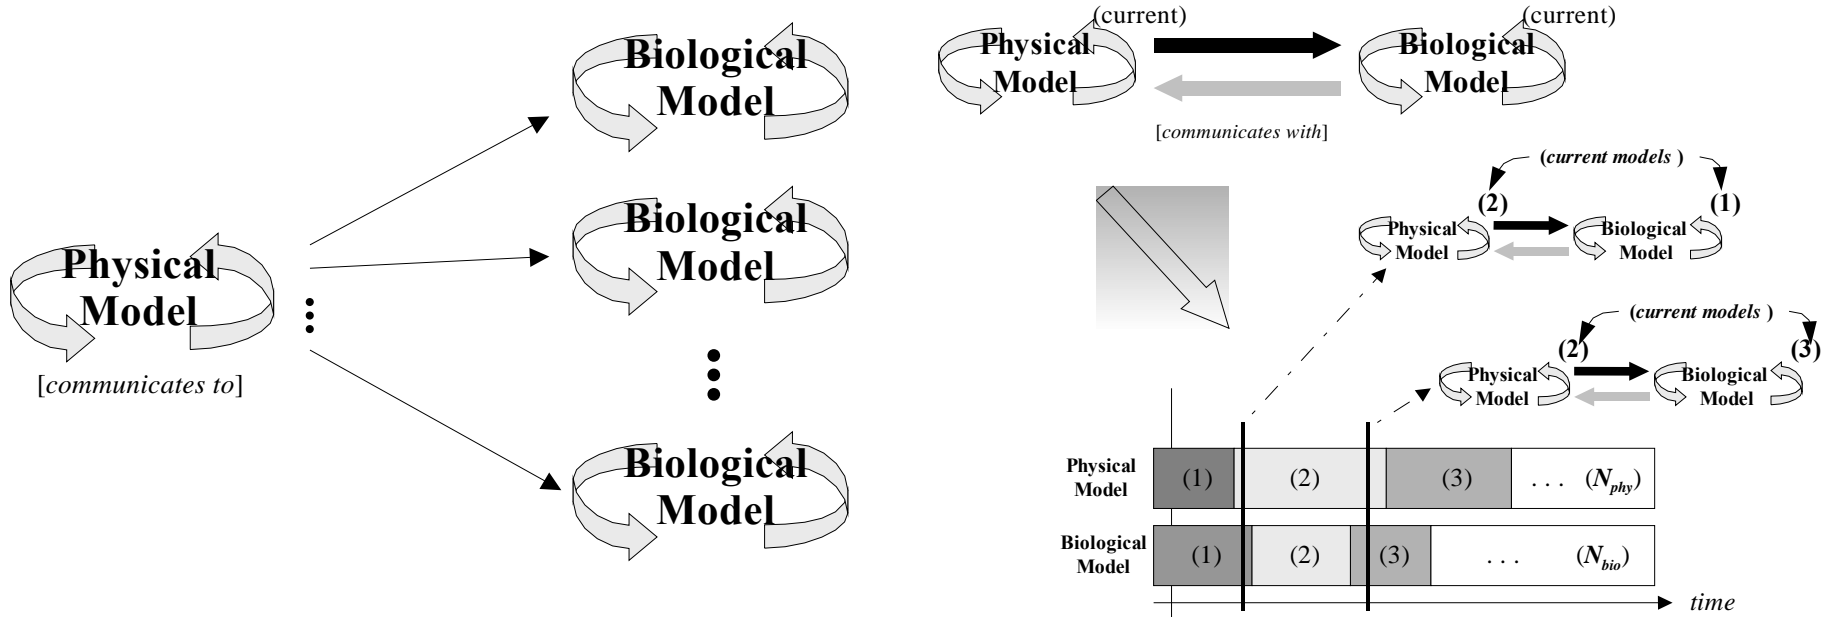 Biological
Model
Biological
Model
Physical
Model
[communicates to]
Biological
Model
(current)
(current)
Physical
Model
Biological
Model
[communicates with]
(current models )
(2)
(1)
Physical
Model
Biological
Model
(current models )
(2)
(3)
Physical
Model
Biological
Model
Physical
Model
(1)
(2)
(3)
. . .
(Nphy)
Biological
Model
(1)
(2)
(3)
. . .
(Nbio)
time